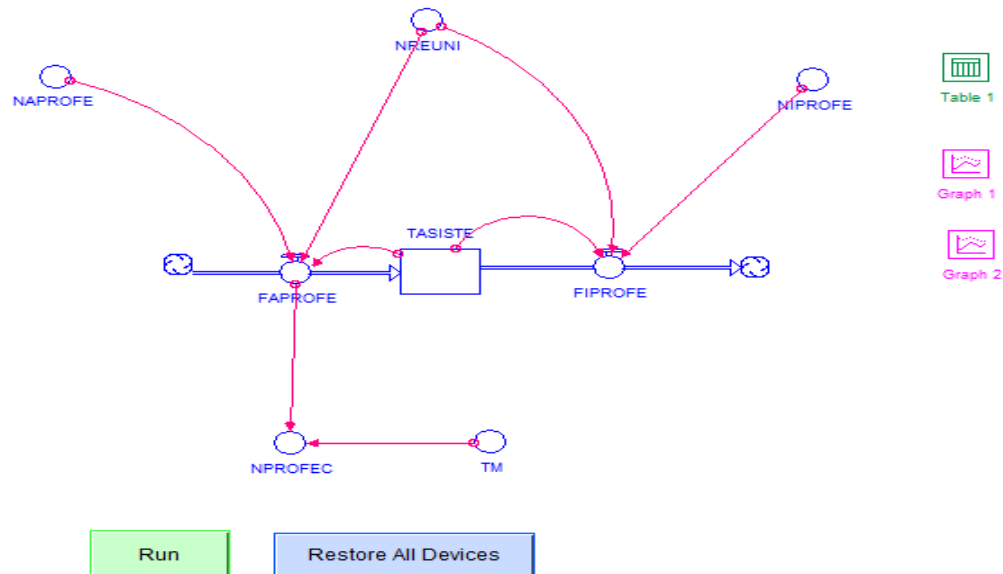 NREUNI
NAPROFE
NIPROFE
Table 1
Graph 1
TASISTE
Graph 2
FAPROFE
FIPROFE
NPROFEC
TM
Run
Restore All Devices